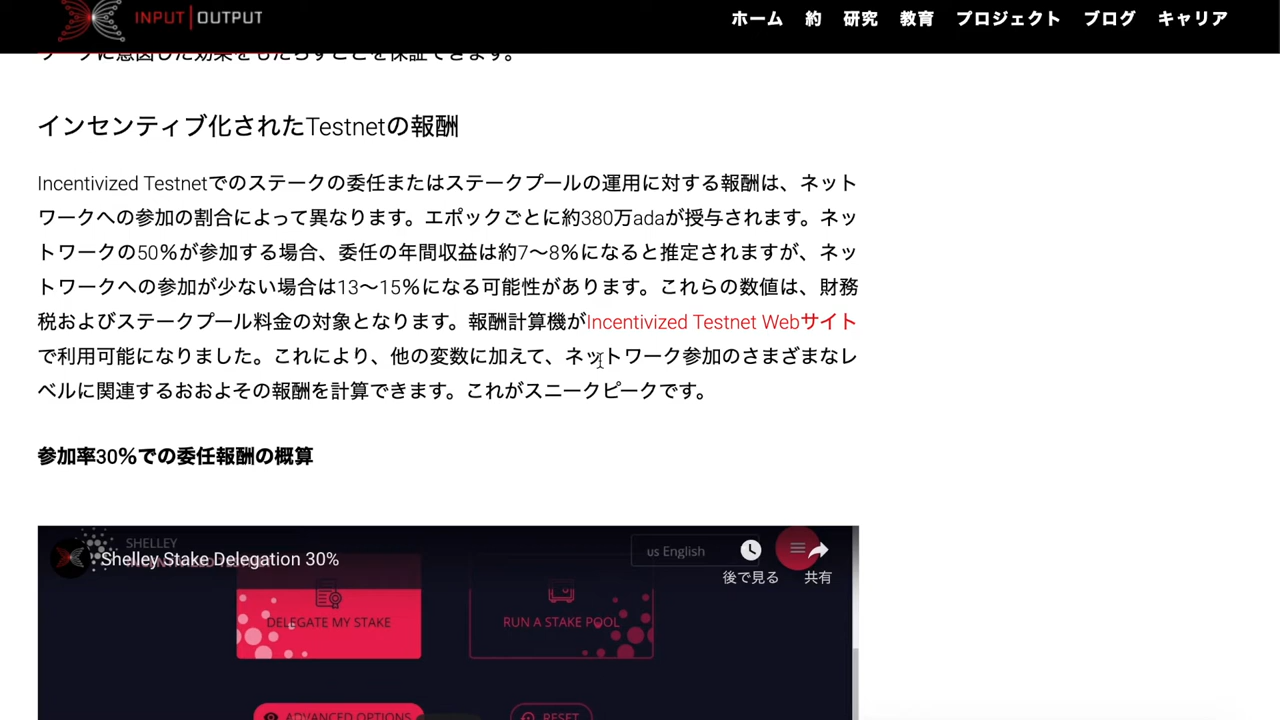 INPUT | OUTPUT
ホーム 約 研究 教育 プロジェクト ブログ キャリア
インセンティブ化されたTestnetの報酬
Incentivized Testnetでのステークの委任またはステークプールの運用に対する報酬は、ネット
ワークへの参加の割合によって異なります。エポックごとに約380万adaが授与されます。ネッ
トワークの50%が参加する場合、委任の年間収益は約7〜8%になると推定されますが、ネッ
トワークへの参加が少ない場合は13〜15%になる可能性があります。これらの数値は、財務
税およびステークプール料金の対象となります。報酬計算機がIncentivized Testnet Webサイト
で利用可能になりました。これにより、他の変数に加えて、ネットワーク参加のさまざまなレ
ベルに関連するおおよその報酬を計算できます。これがスニークピークです。
参加率30%での委任報酬の概算
SHELLEY
Shelley Stake Delegation 30%
us English
後で見る 共有
DELEGATE MY STAKE
RUN A STAKE POOL
ADVANCED OPTIONS
RESET